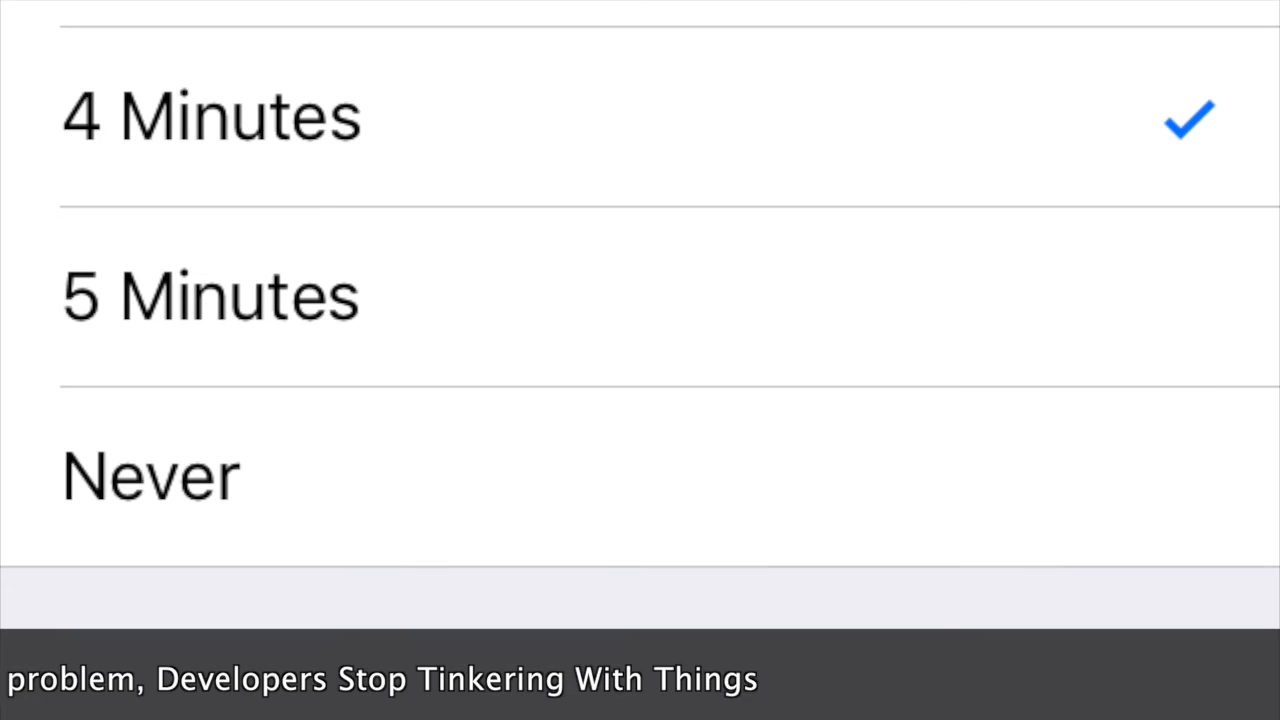 4 Minutes
5 Minutes
Never
problem, Developers Stop Tinkering With Things